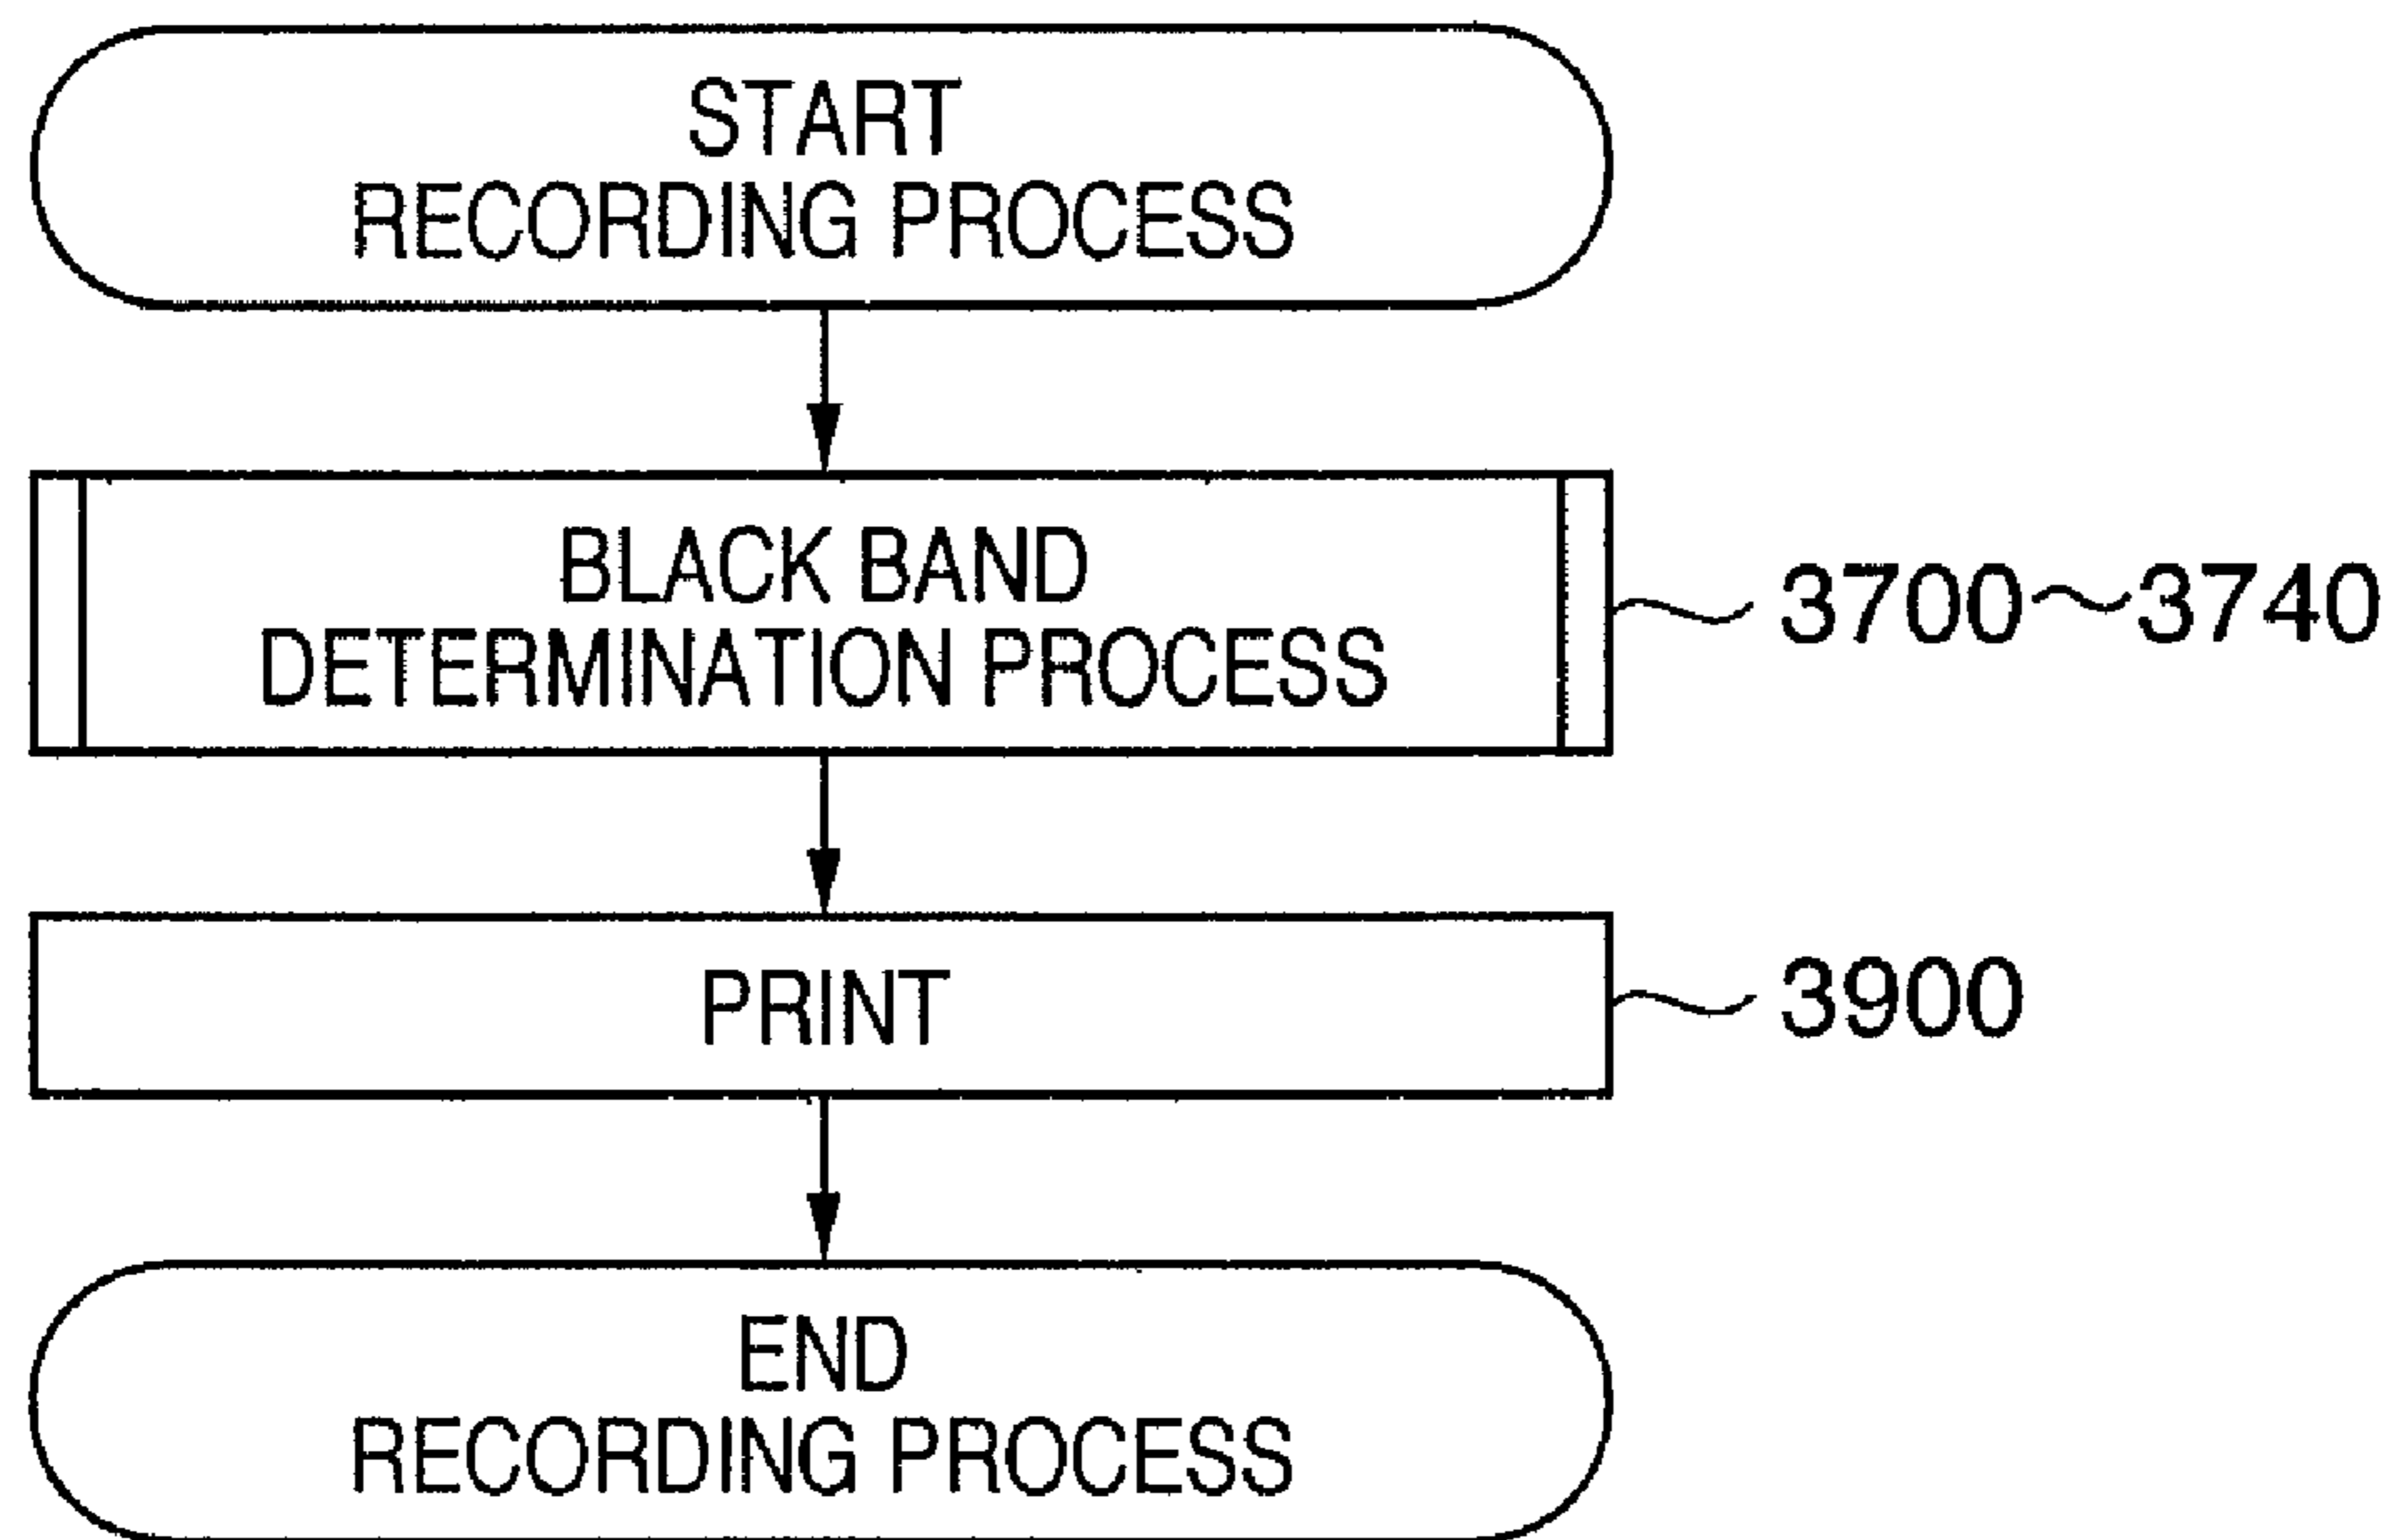 START
RECORDING PROCESS
BLACK BAND
DETERMINATION PROCESS
3700~3740
PRINT
3900
END
RECORDING PROCESS